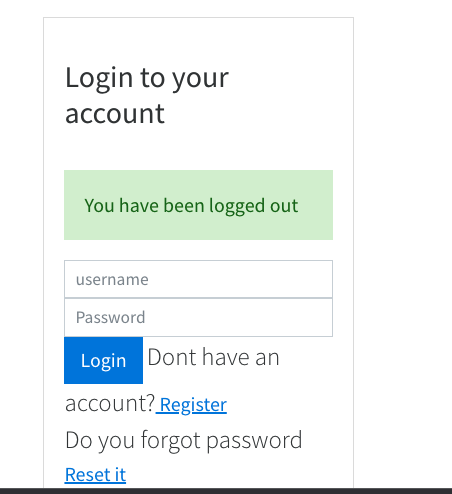 Login to your
account
You have been logged out
username
Password
Login Dont have an
account? Register
Do you forgot password
Reset it